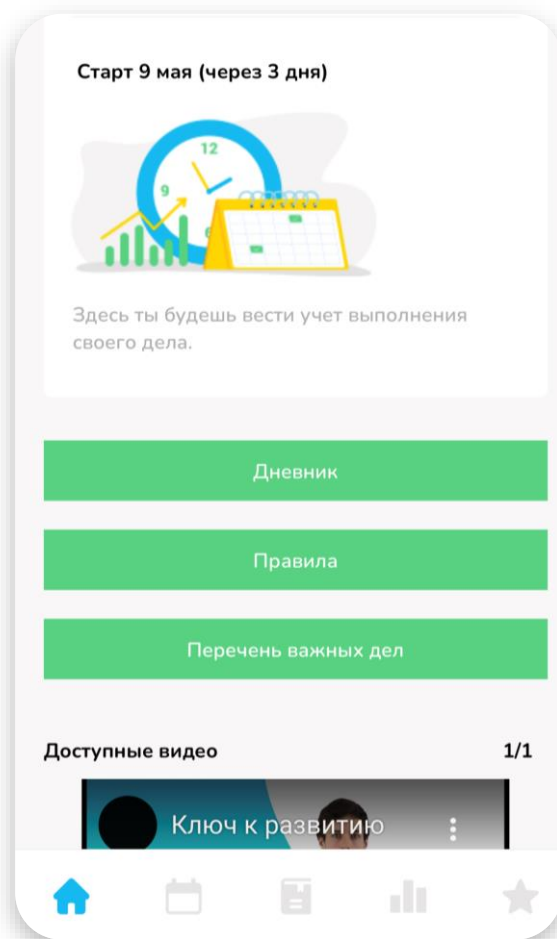 Старт 9 мая (через 3 дня)
12
9
6
Здесь ты будешь вести учет выполнения
своего дела.
Дневник
Правила
Перечень важных дел
Доступные видео 1/1
Ключ к развитию